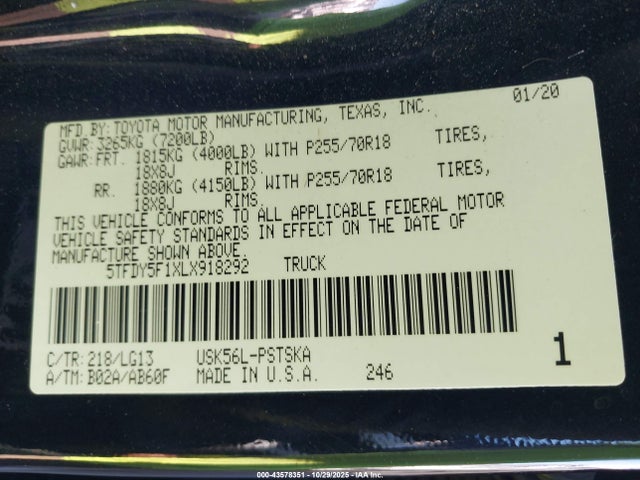 MFD.BY:TOYOTA MOTOR MANUFACTURING, TEXAS, INC. 01/20
GVWR:3265KG (7200LB)
GAWR:FRT. 1815KG (4000LB) WITH P255/70R18 TIRES,
18X8J RIMS.
RR. 1880KG (4150LB) WITH P255/70R18 TIRES,
18X8J RIMS.
THIS VEHICLE CONFORMS TO ALL APPLICABLE FEDERAL MOTOR
VEHICLE SAFETY STANDARDS IN EFFECT ON THE DATE OF
MANUFACTURE SHOWN ABOVE.
5TFDY5F1XLX918292 TRUCK
C/TR:218/LG13 USK56L-PSTSKA 1
A/TM:B02A/AB60F MADE IN U.S.A. 246
000-43578351 - 10/29/2025 - IAA Inc.